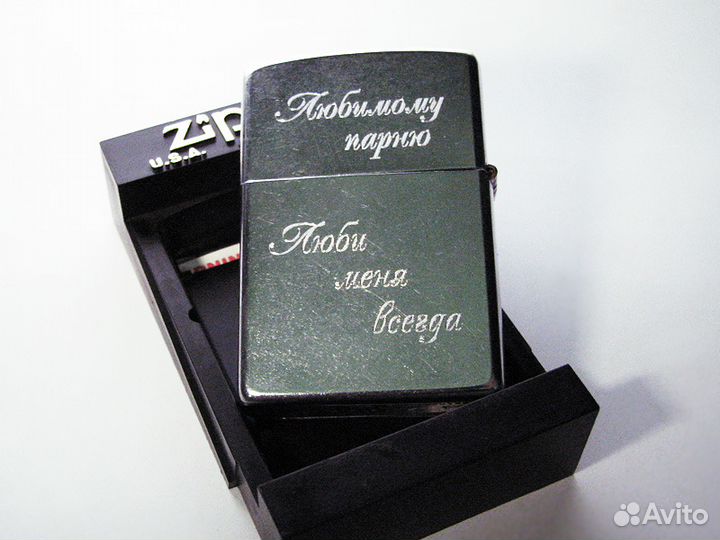 Любимому
парню
Zip
U.S.A.
Люби
меня
всегда
Avito